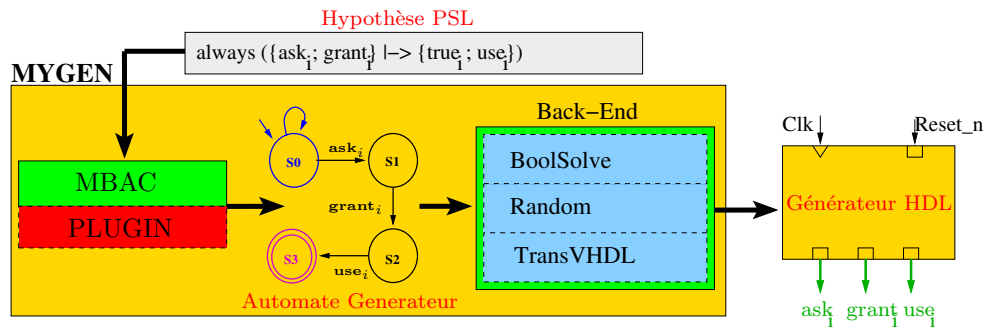 Hypothèse PSL
always ({ask_i ; grant_i} |-> {true_i ; use_i})
MYGEN
MBAC
PLUGIN
S0
ask_i
S1
grant_i
S2
use_i
S3
Automate Generateur
Back-End
BoolSolve
Random
TransVHDL
Clk
Reset_n
Générateur HDL
ask_i grant_i use_i